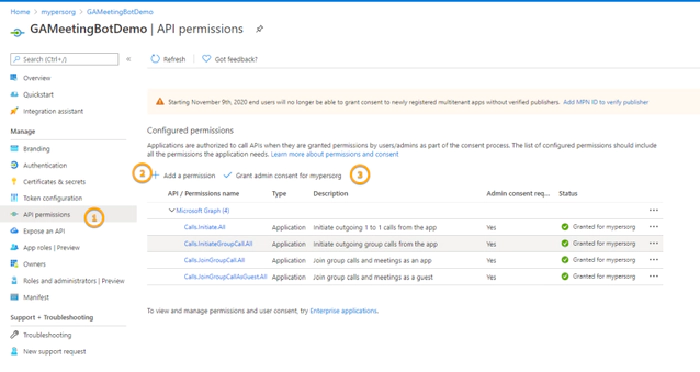 Home > mypersorg > GAMeetingBotDemo
GAMeetingBotDemo | API permissions
Search (Ctrl+/)
Refresh
Got feedback?
Overview
Quickstart
Integration assistant
Manage
Branding
Authentication
Certificates & secrets
Token configuration
API permissions
1
Expose an API
App roles | Preview
Owners
Roles and administrators | Preview
Manifest
Support + Troubleshooting
Troubleshooting
New support request
Starting November 9th, 2020 end users will no longer be able to grant consent to newly registered multitenant apps without verified publishers. Add MPN ID to verify publisher
Configured permissions
Applications are authorized to call APIs when they are granted permissions by users/admins as part of the consent process. The list of configured permissions should include
all the permissions the application needs. Learn more about permissions and consent
2 + Add a permission Grant admin consent for mypersorg 3
API / Permissions name Type Description Admin consent req... Status
Microsoft Graph (4) ...
Calls.Initiate.All Application Initiate outgoing 1 to 1 calls from the app Yes Granted for mypersorg ...
Calls.InitiateGroupCall.All Application Initiate outgoing group calls from the app Yes Granted for mypersorg ...
Calls.JoinGroupCall.All Application Join group calls and meetings as an app Yes Granted for mypersorg ...
Calls.JoinGroupCallAsGuest.All Application Join group calls and meetings as a guest Yes Granted for mypersorg ...
To view and manage permissions and user consent, try Enterprise applications.